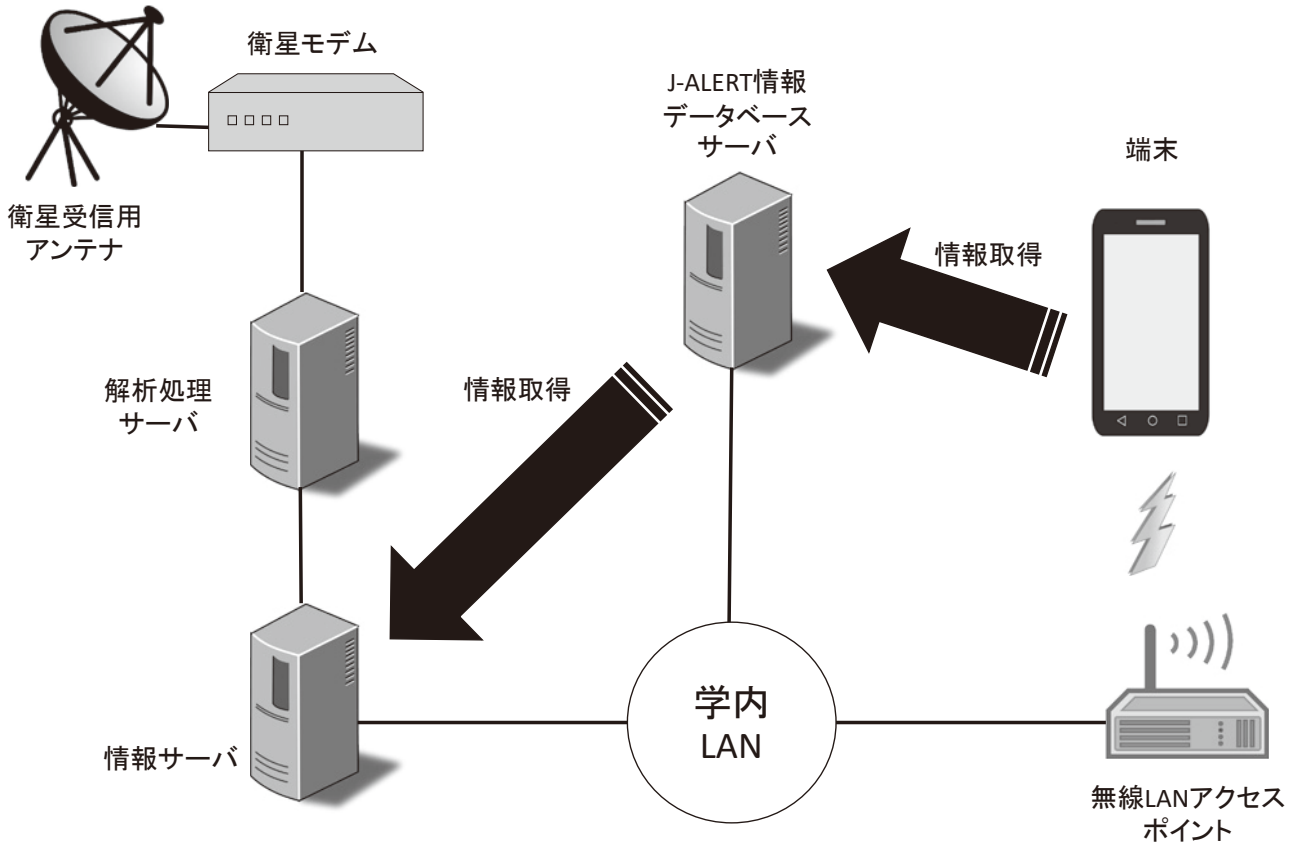 衛星モデム
J-ALERT情報
データベース
サーバ
端末
衛星受信用
アンテナ
情報取得
解析処理
サーバ
情報取得
学内
LAN
情報サーバ
無線LANアクセス
ポイント